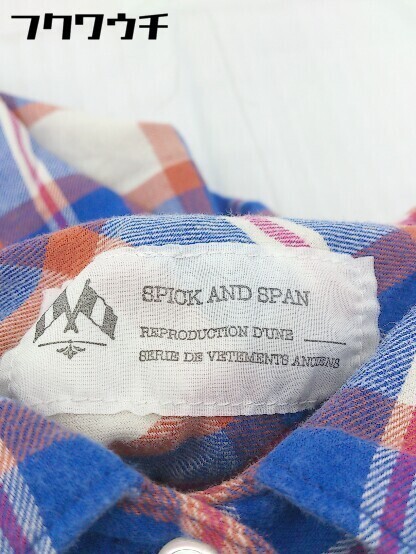 フクワウチ
SPICK AND SPAN
REPRODUCTION D'UNE
SERIE DE VETEMENTS ANCIENS